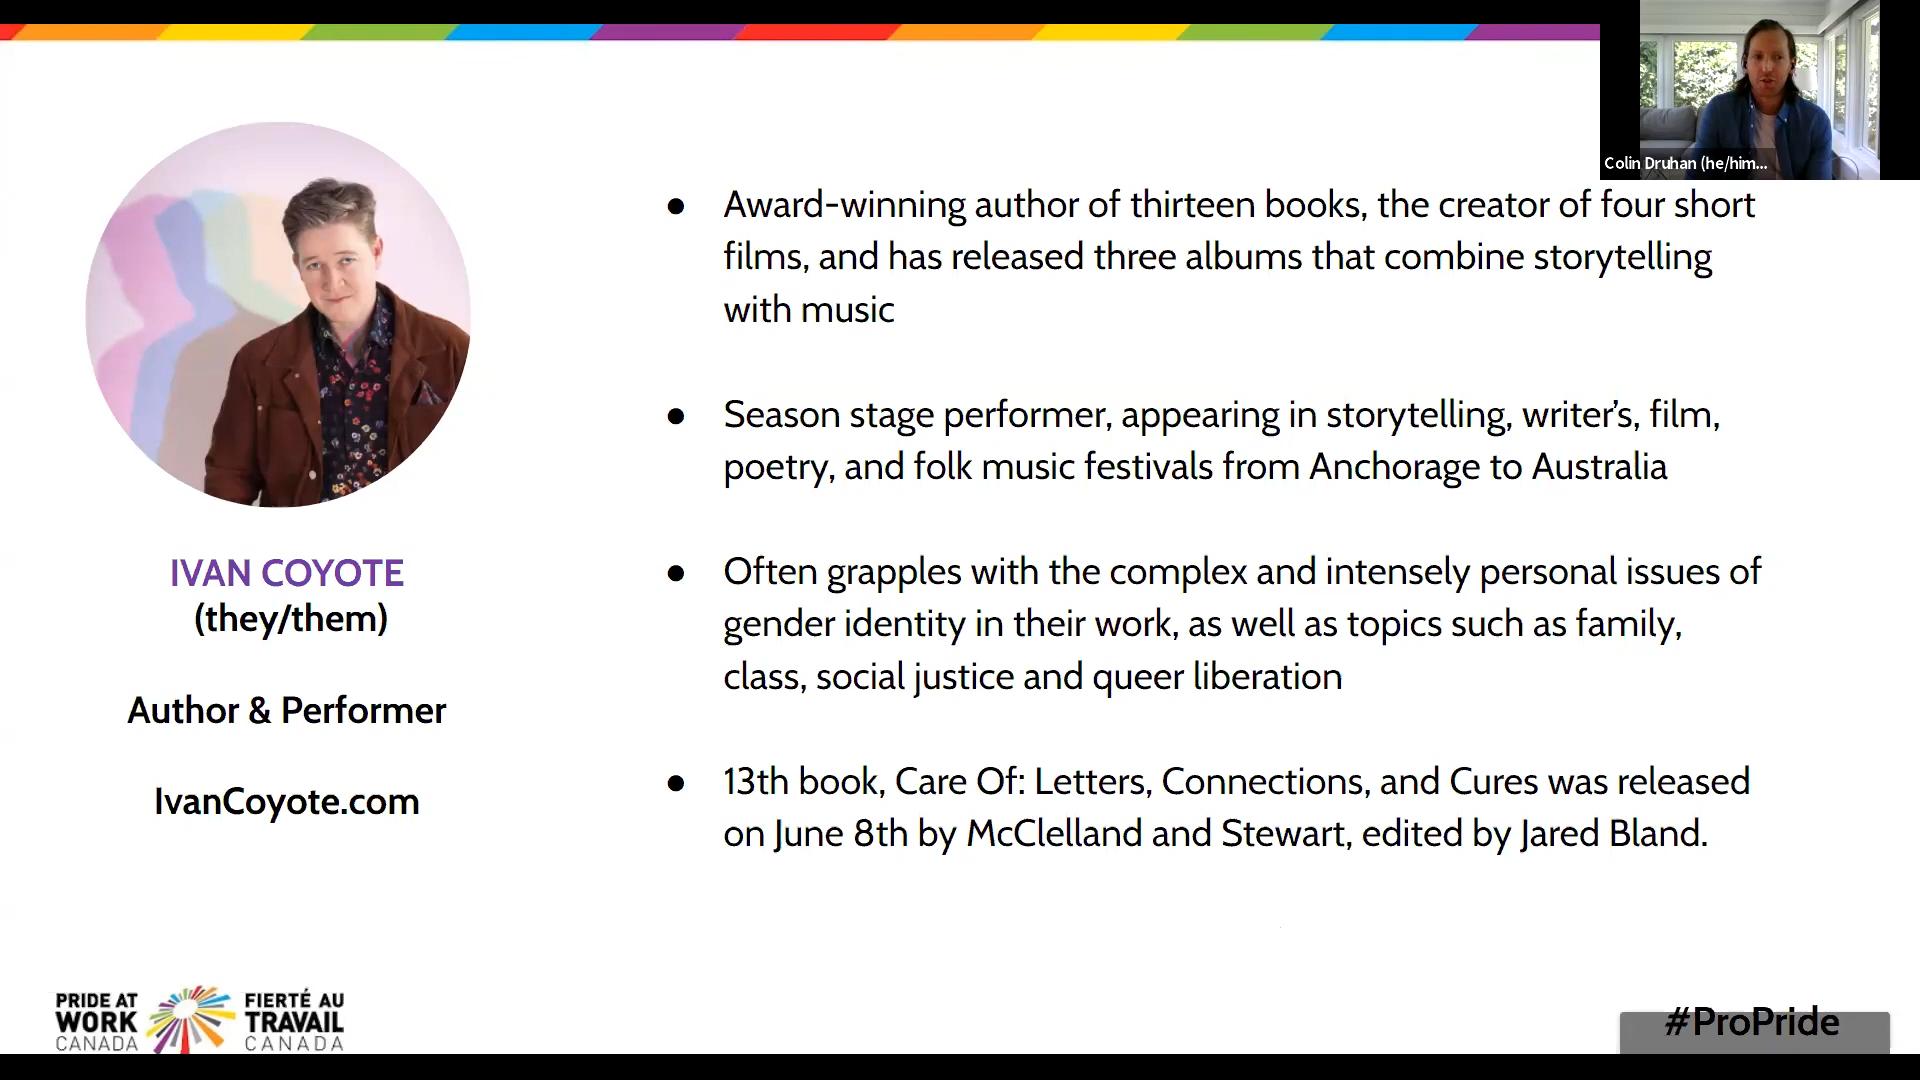 Colin Druhan (he/him...
● Award-winning author of thirteen books, the creator of four short
films, and has released three albums that combine storytelling
with music
● Season stage performer, appearing in storytelling, writer’s, film,
poetry, and folk music festivals from Anchorage to Australia
● Often grapples with the complex and intensely personal issues of
gender identity in their work, as well as topics such as family,
class, social justice and queer liberation
● 13th book, Care Of: Letters, Connections, and Cures was released
on June 8th by McClelland and Stewart, edited by Jared Bland.
IVAN COYOTE
(they/them)
Author & Performer
IvanCoyote.com
PRIDE AT
WORK
CANADA
FIERTÉ AU
TRAVAIL
CANADA
#ProPride